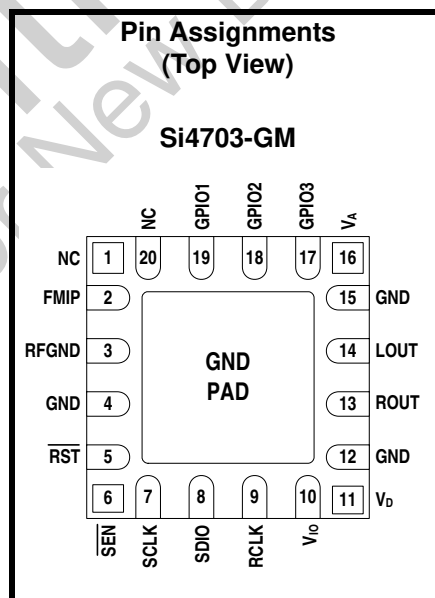 Pin Assignments
(Top View)
Si4703-GM
NC
GPIO1
GPIO2
GPIO3
VA
NC 1 20 19 18 17 16
FMIP 2 15 GND
RFGND 3 14 LOUT
GND
PAD
GND 4 13 ROUT
RST 5 12 GND
6 7 8 9 10 11 VD
SEN
SCLK
SDIO
RCLK
VIO